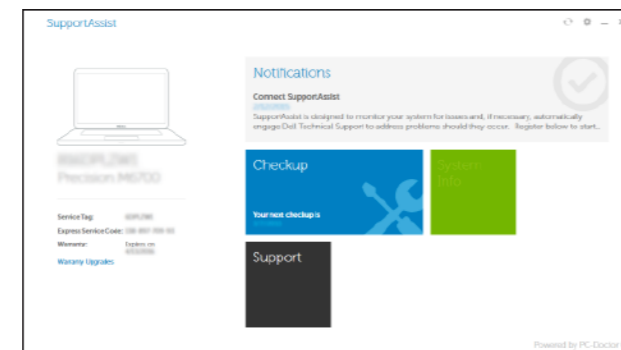 SupportAssist
Notifications
Connect SupportAssist
SupportAssist is designed to monitor your system for issues and, if necessary, automatically
engage Dell Technical Support to address problems should they occur. Register below to start...
Checkup
System
Info
Your next checkup is
Precision M6700
Service Tag:
Express Service Code:
Warranty: Expires on
Warranty Upgrades
Support
Powered by PC-Doctor